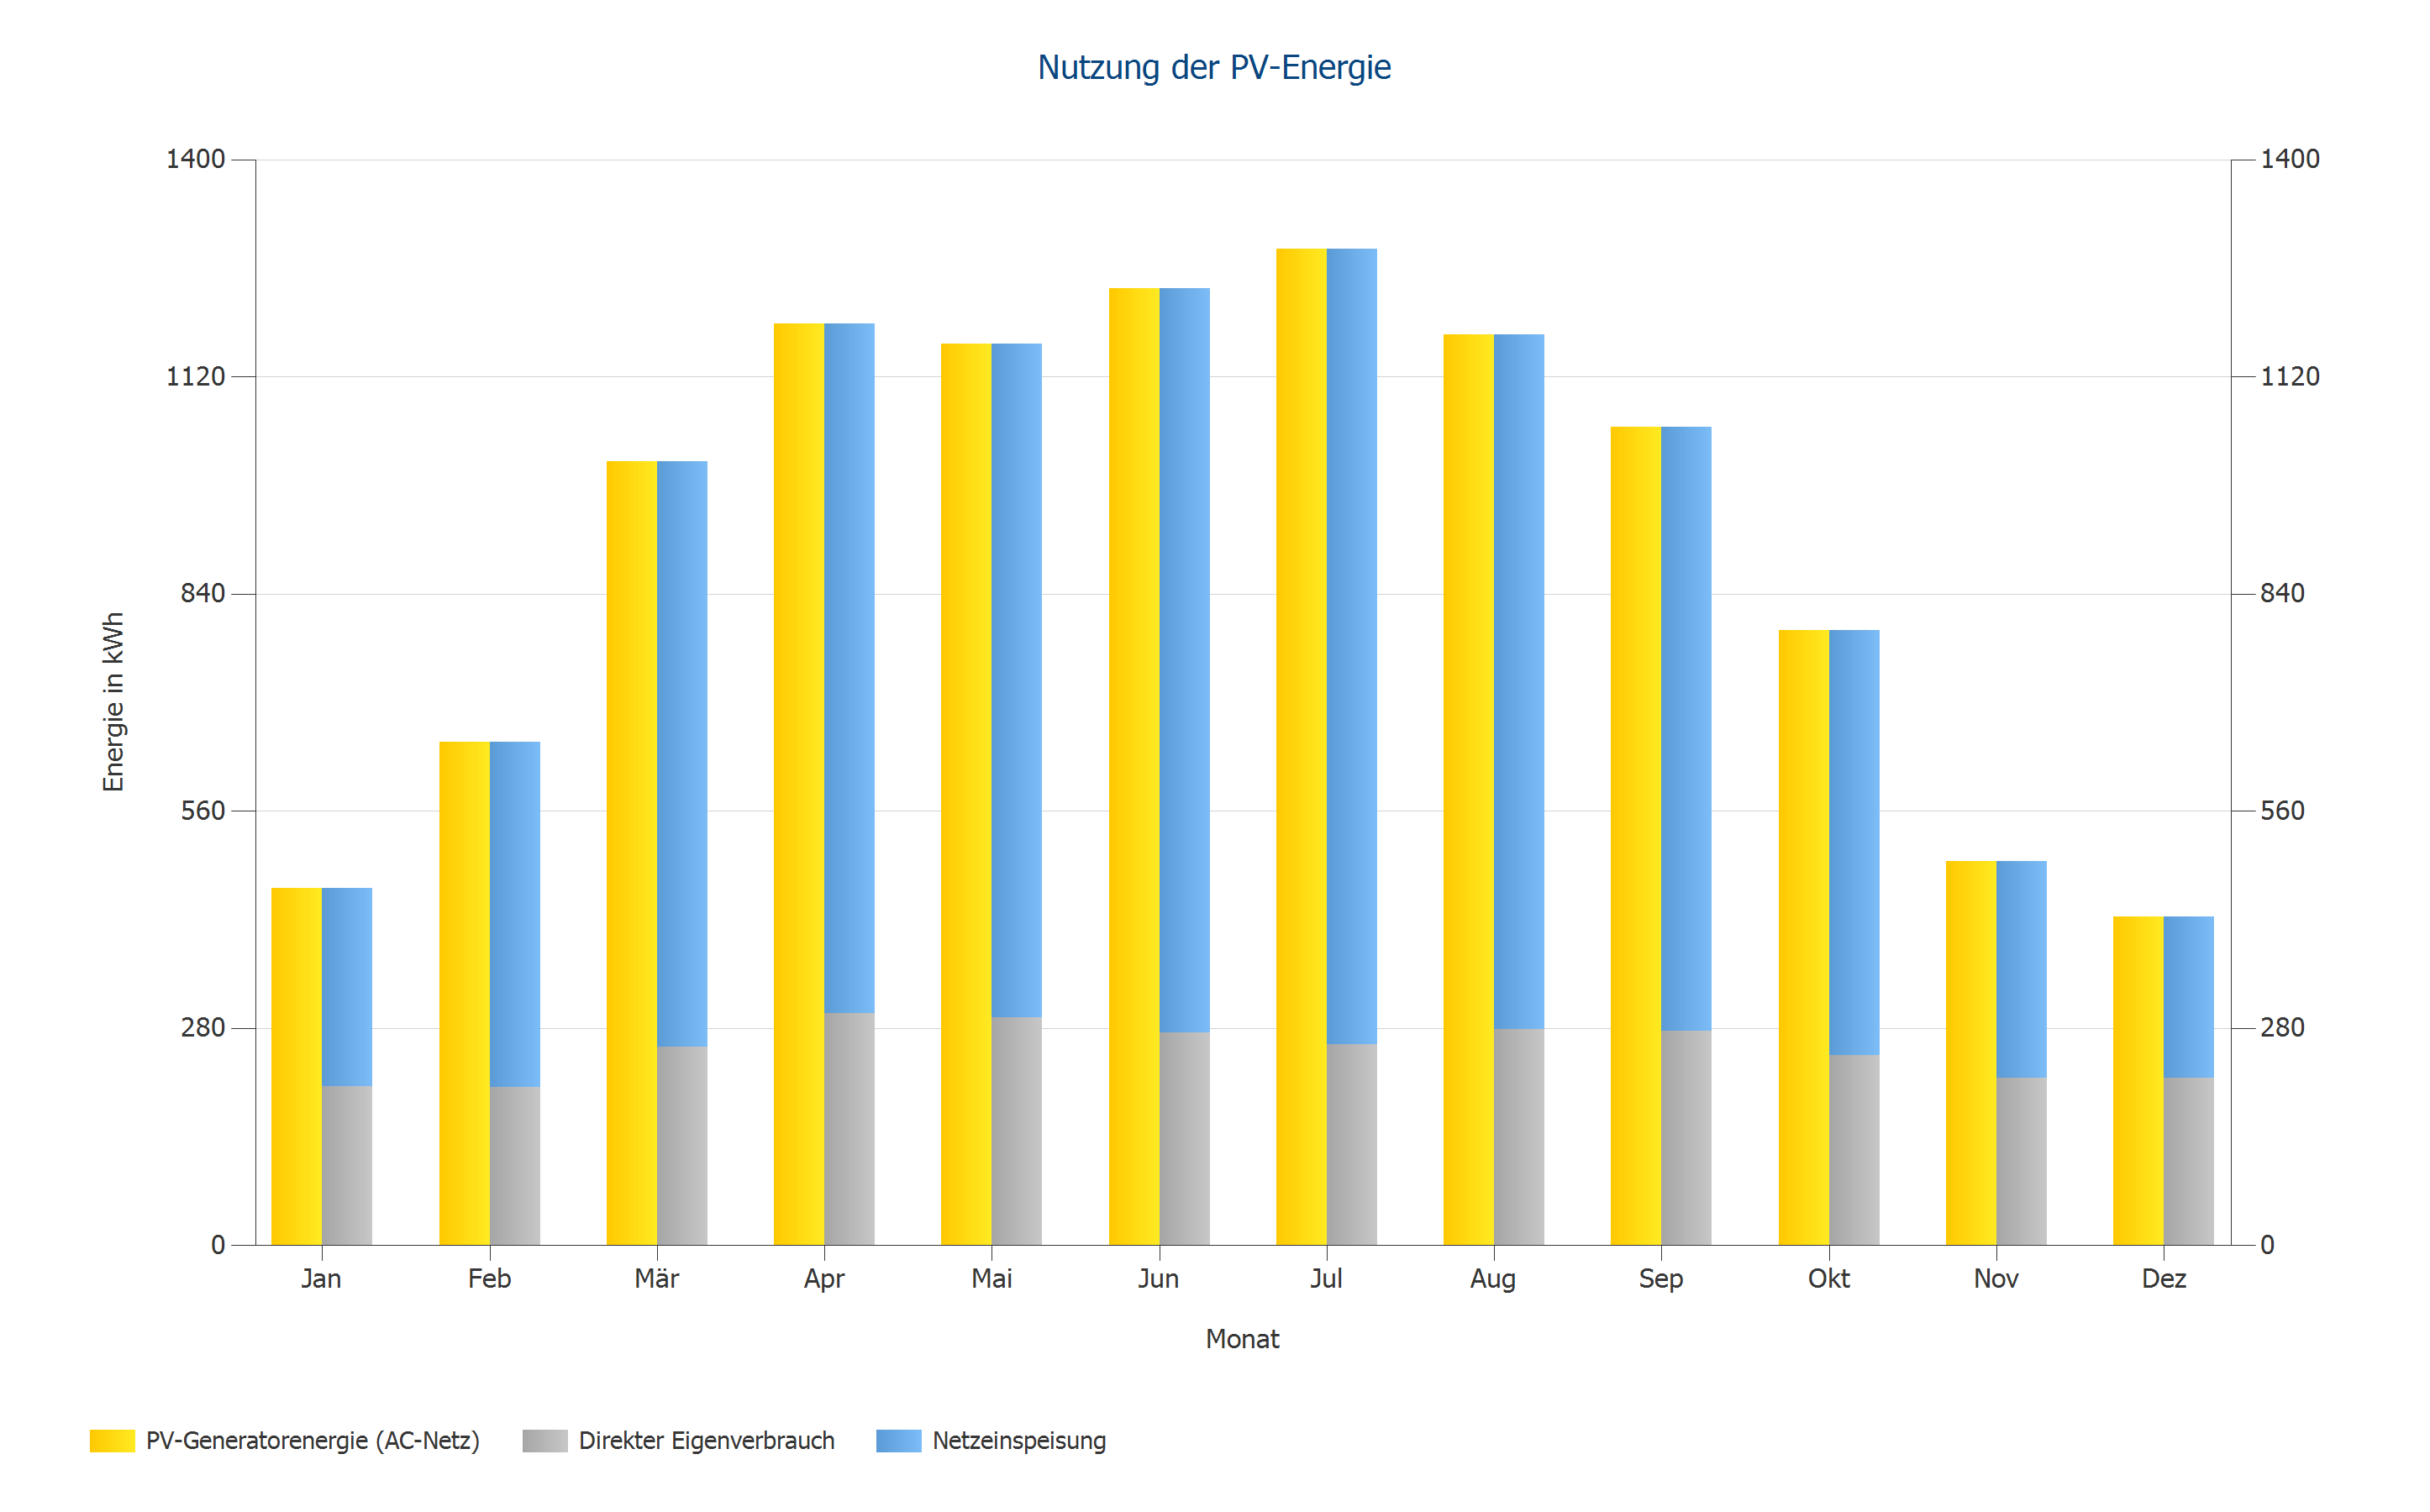 Nutzung der PV-Energie
1400 1400
1120 1120
840 840
Energie in kWh
560 560
280 280
0 0
Jan Feb Mär Apr Mai Jun Jul Aug Sep Okt Nov Dez
Monat
PV-Generatorenergie (AC-Netz) Direkter Eigenverbrauch Netzeinspeisung